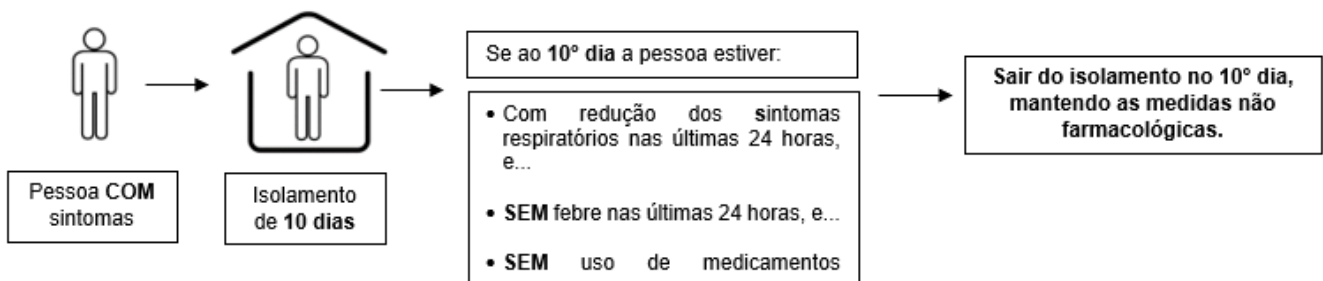 Pessoa COM
sintomas
Isolamento
de 10 dias
Se ao 10° dia a pessoa estiver:
• Com redução dos sintomas
respiratórios nas últimas 24 horas,
e...
• SEM febre nas últimas 24 horas, e...
• SEM uso de medicamentos
Sair do isolamento no 10° dia,
mantendo as medidas não
farmacológicas.